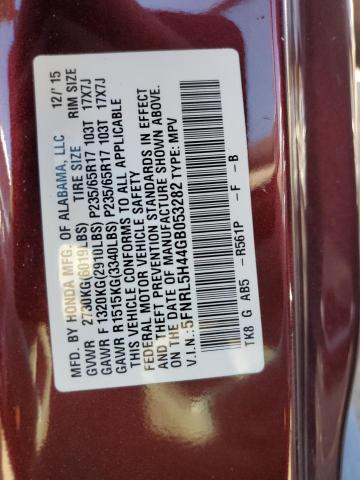 MFD. BY HONDA MFG. OF ALABAMA, LLC 12/'15
TIRE SIZE RIM SIZE
GVWR 2730KG(6019LBS)
GAWR F 1320KG(2910LBS) P235/65R17 103T 17X7J
GAWR R1515KG(3340LBS) P235/65R17 103T 17X7J
THIS VEHICLE CONFORMS TO ALL APPLICABLE
FEDERAL MOTOR VEHICLE SAFETY, BUMPER,
AND THEFT PREVENTION STANDARDS IN EFFECT
ON THE DATE OF MANUFACTURE SHOWN ABOVE.
V.I.N.: 5FNRL5H44GB053282 TYPE: MPV
TK8 G AB5 -R561P -F -B